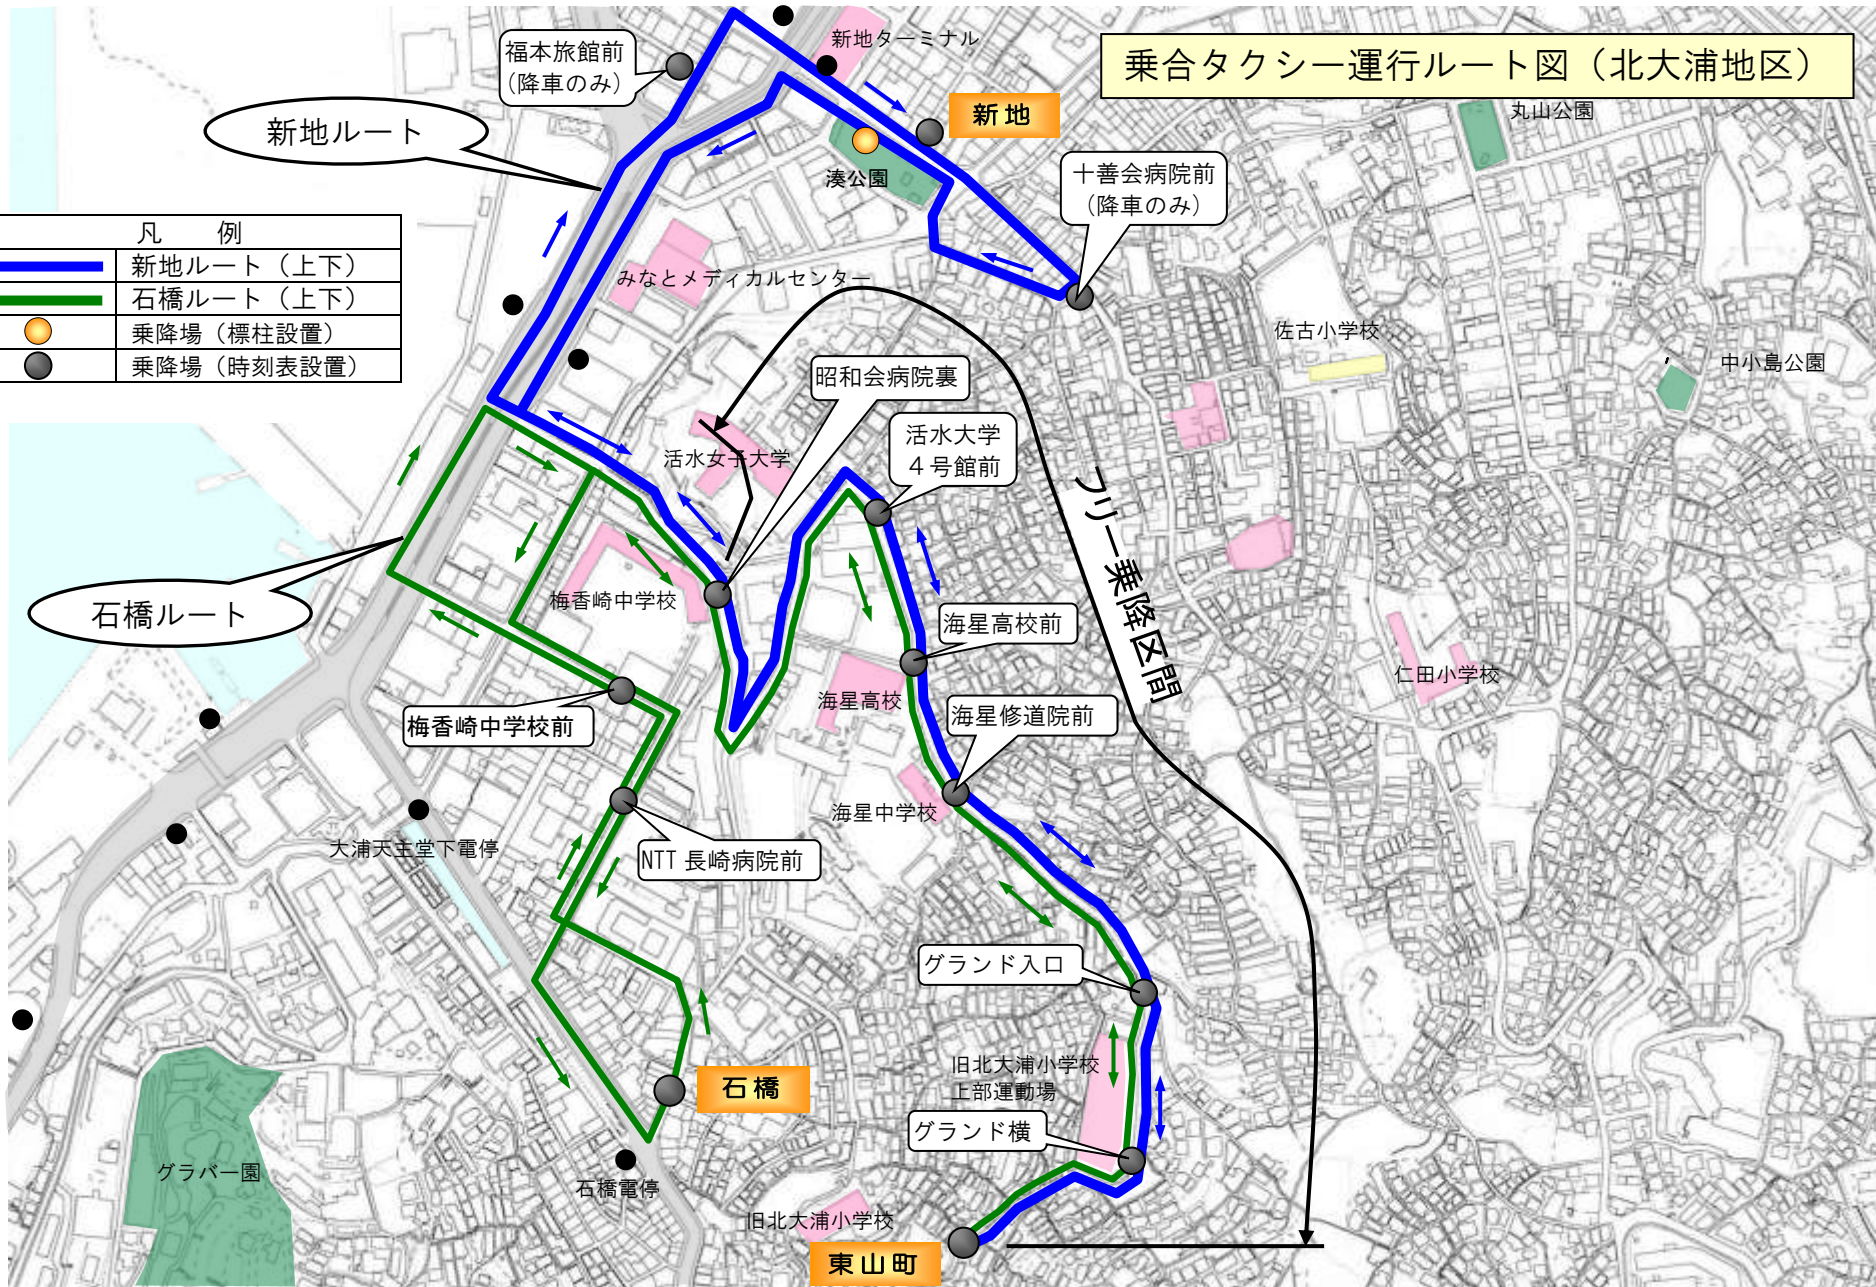 乗合タクシー運行ルート図（北大浦地区）
新地ターミナル
福本旅館前
（降車のみ）
新地
丸山公園
新地ルート
湊公園
十善会病院前
（降車のみ）
凡　例
新地ルート（上下）
石橋ルート（上下）
乗降場（標柱設置）
乗降場（時刻表設置）
みなとメディカルセンター
佐古小学校
中小島公園
昭和会病院裏
活水女子大学
活水大学
４号館前
フリー乗降区間
石橋ルート
梅香崎中学校
海星高校前
仁田小学校
海星高校
海星修道院前
梅香崎中学校前
海星中学校
大浦天主堂下電停
NTT 長崎病院前
グランド入口
旧北大浦小学校
上部運動場
石橋
グランド横
グラバー園
石橋電停
旧北大浦小学校
東山町